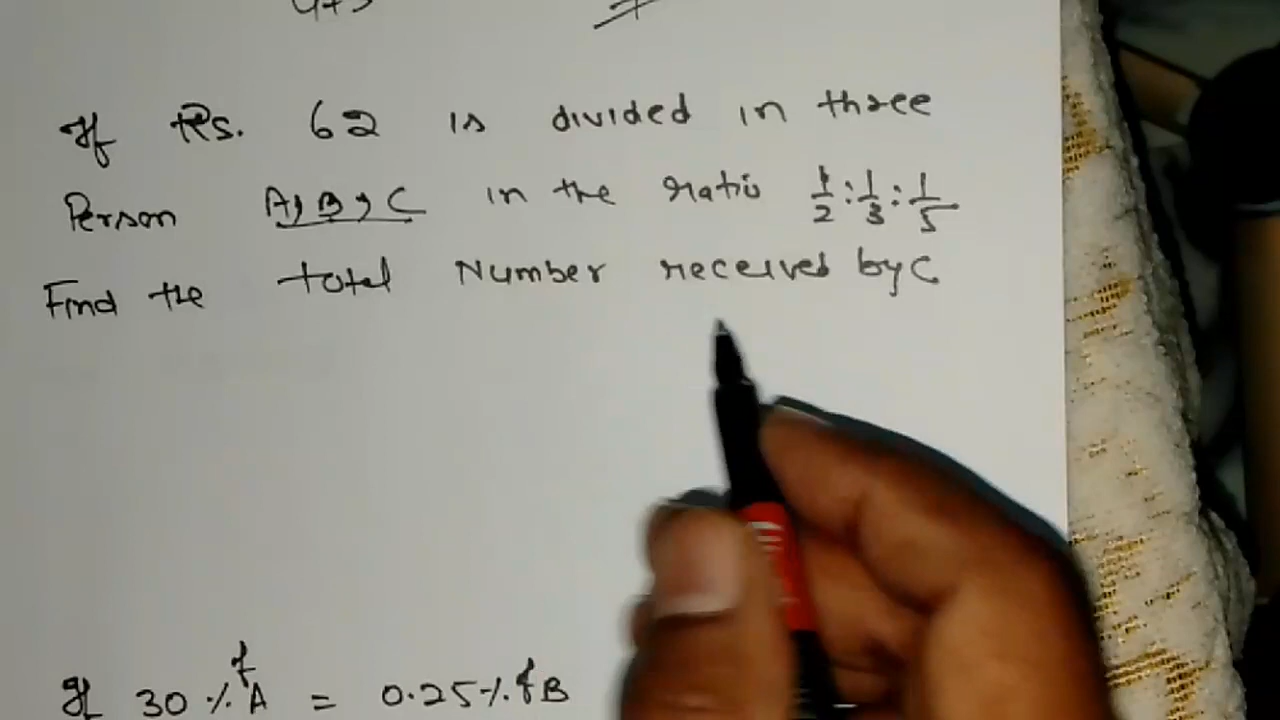 If Rs. 62 is divided in three
Person A, B, C in the ratio 1/2 : 1/3 : 1/5
Find the total Number received by C
If 30 % of A = 0.25 % of B